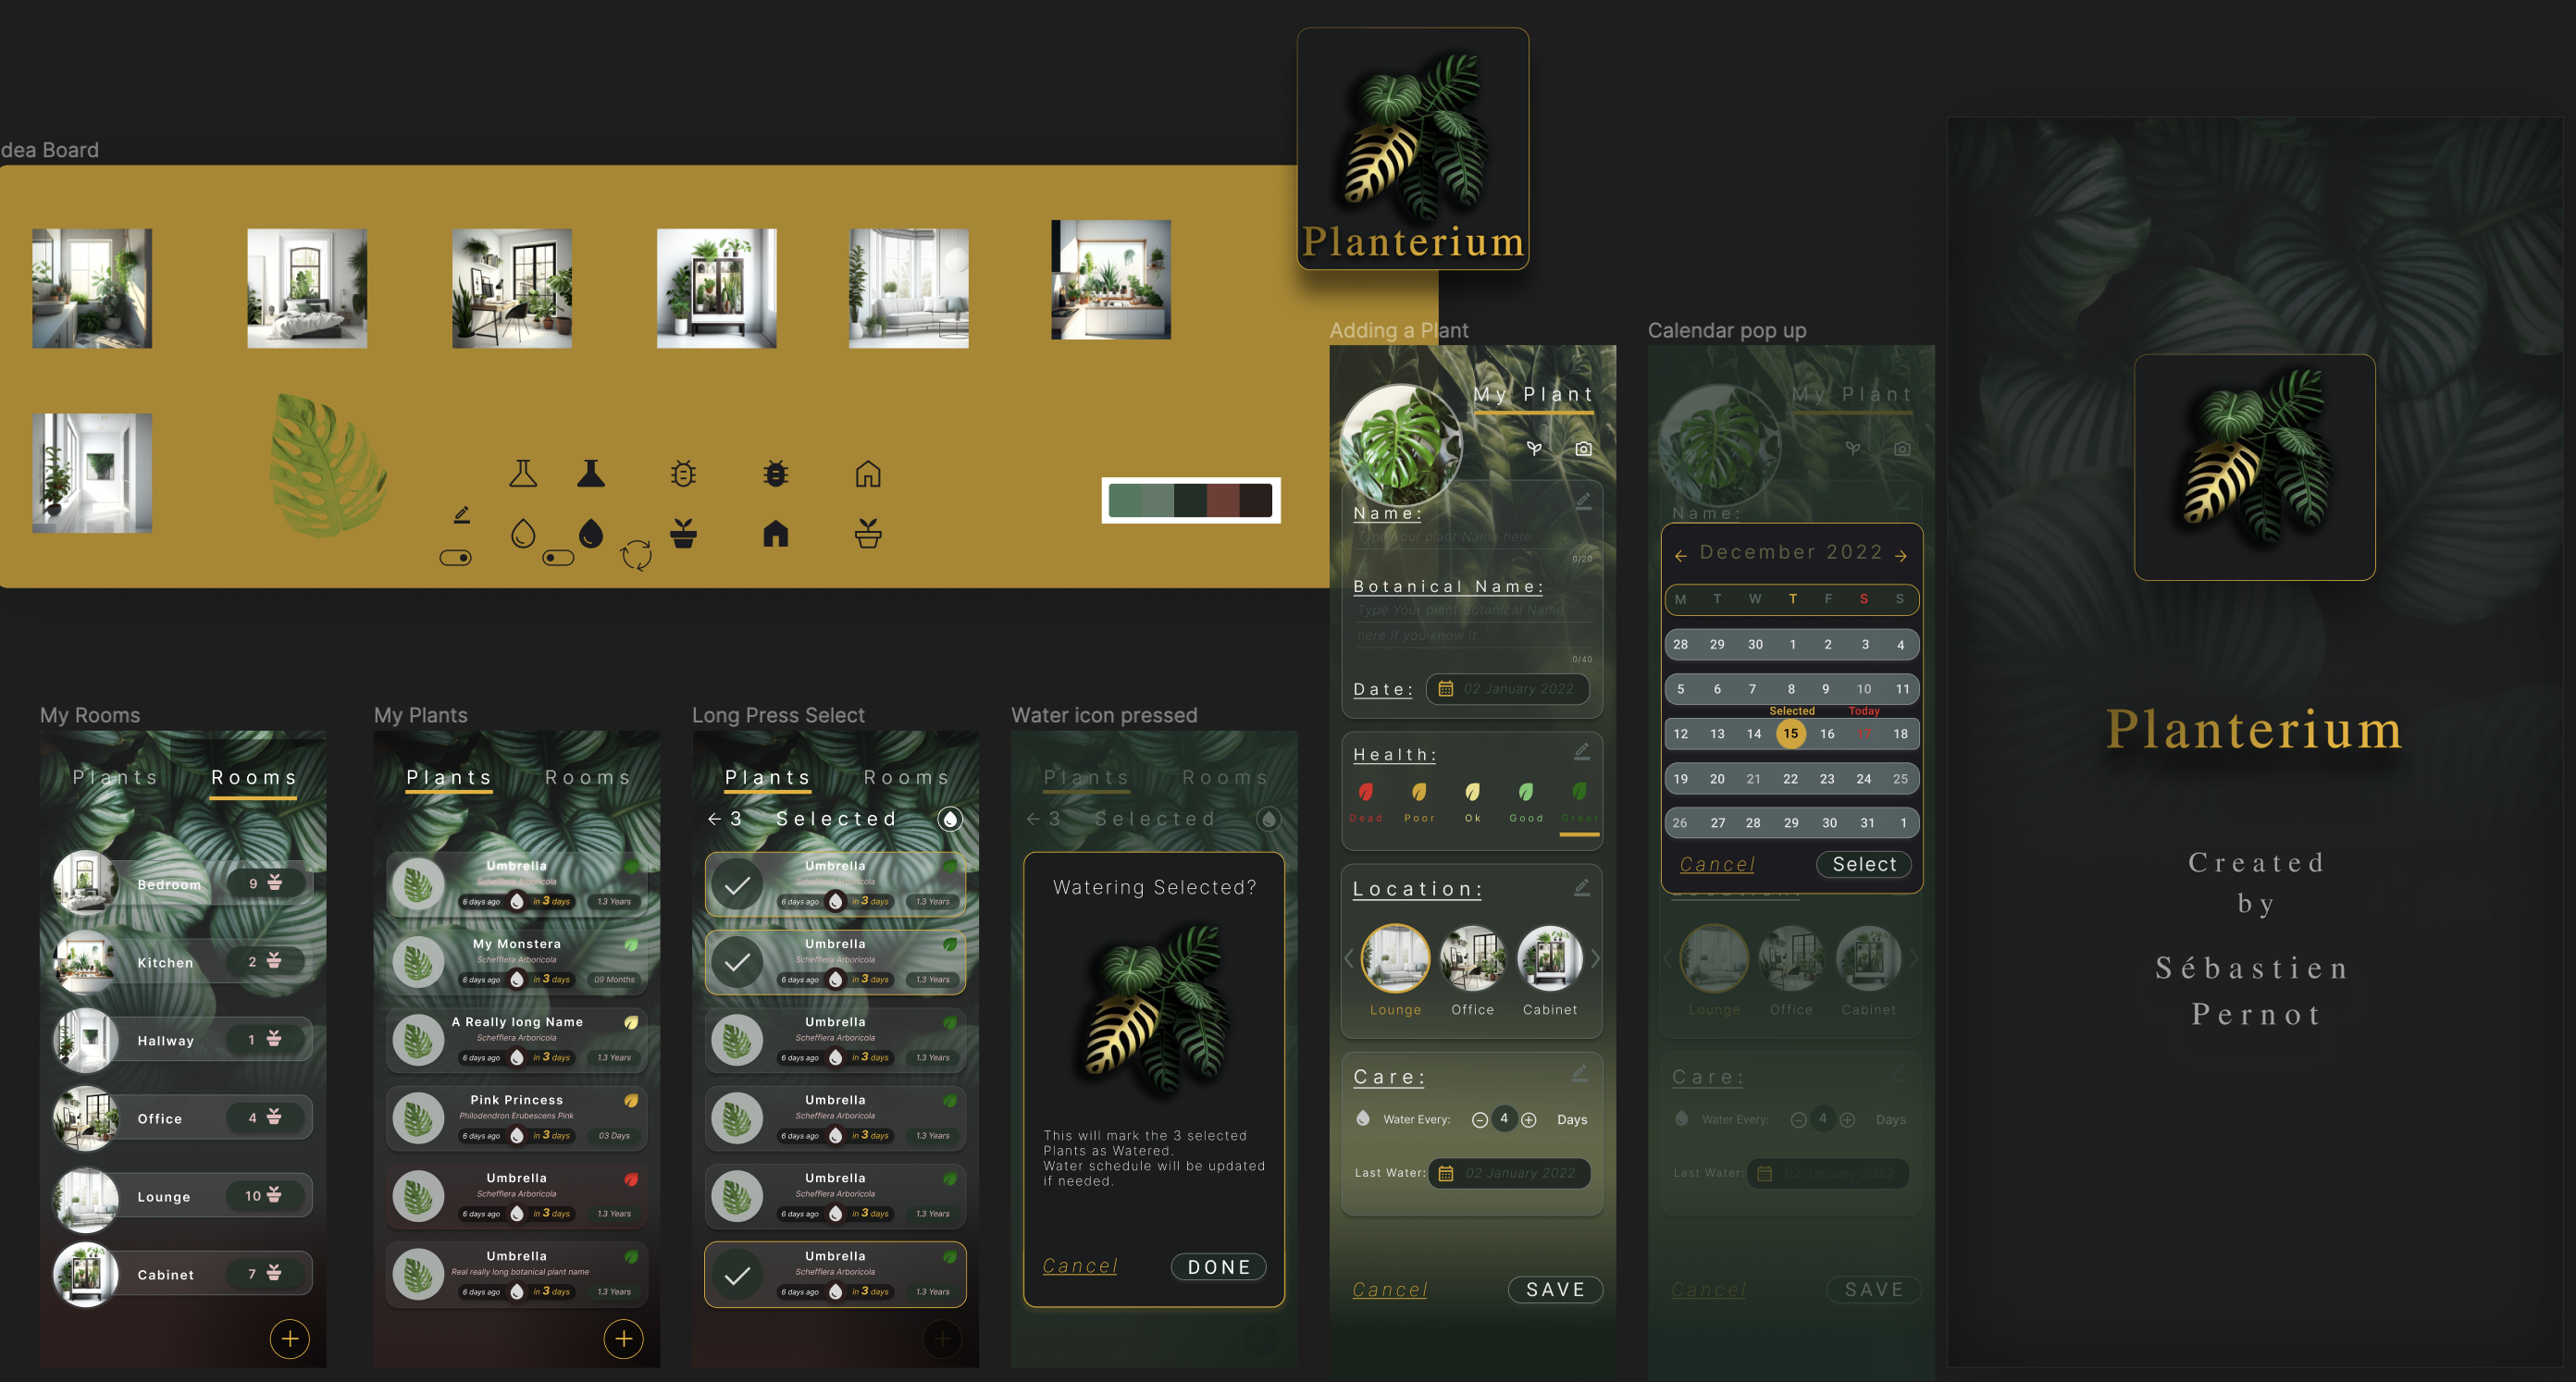 dea Board
Planterium
My Rooms
Plants Rooms
Bedroom 9
Kitchen 2
Hallway 1
Office 4
Lounge 10
Cabinet 7
My Plants
Plants Rooms
Umbrella
Schefflera Arboricola
6 days ago in 3 days 1.3 Years
My Monstera
Schefflera Arboricola
6 days ago in 3 days 09 Months
A Really long Name
Schefflera Arboricola
6 days ago in 3 days 1.3 Years
Pink Princess
Philodendron Erubescens Pink
6 days ago in 3 days 03 Days
Umbrella
Schefflera Arboricola
6 days ago in 3 days 1.3 Years
Umbrella
Real really long botanical plant name
6 days ago in 3 days 1.3 Years
Long Press Select
Plants Rooms
3 Selected
Umbrella
Schefflera Arboricola
6 days ago in 3 days 1.3 Years
Umbrella
Schefflera Arboricola
6 days ago in 3 days 1.3 Years
Umbrella
Schefflera Arboricola
6 days ago in 3 days 1.3 Years
Umbrella
Schefflera Arboricola
6 days ago in 3 days 1.3 Years
Umbrella
Schefflera Arboricola
6 days ago in 3 days 1.3 Years
Umbrella
Schefflera Arboricola
6 days ago in 3 days 1.3 Years
Water icon pressed
Plants Rooms
3 Selected
Watering Selected?
This will mark the 3 selected
Plants as Watered.
Water schedule will be updated
if needed.
Cancel DONE
Adding a Plant
My Plant
Name:
Type Your plant Name here
0/20
Botanical Name:
Type Your plant Botanical Name
here if you know it
0/40
Date: 02 January 2022
Health:
Dead Poor Ok Good Great
Location:
Lounge Office Cabinet
Care:
Water Every: 4 Days
Last Water: 02 January 2022
Cancel SAVE
Calendar pop up
My Plant
Name:
December 2022
M T W T F S S
28 29 30 1 2 3 4
5 6 7 8 9 10 11
Selected Today
12 13 14 15 16 17 18
19 20 21 22 23 24 25
26 27 28 29 30 31 1
Cancel Select
Location:
Lounge Office Cabinet
Care:
Water Every: 4 Days
Last Water: 02 January 2022
Cancel SAVE
Planterium
Created
by
Sébastien
Pernot